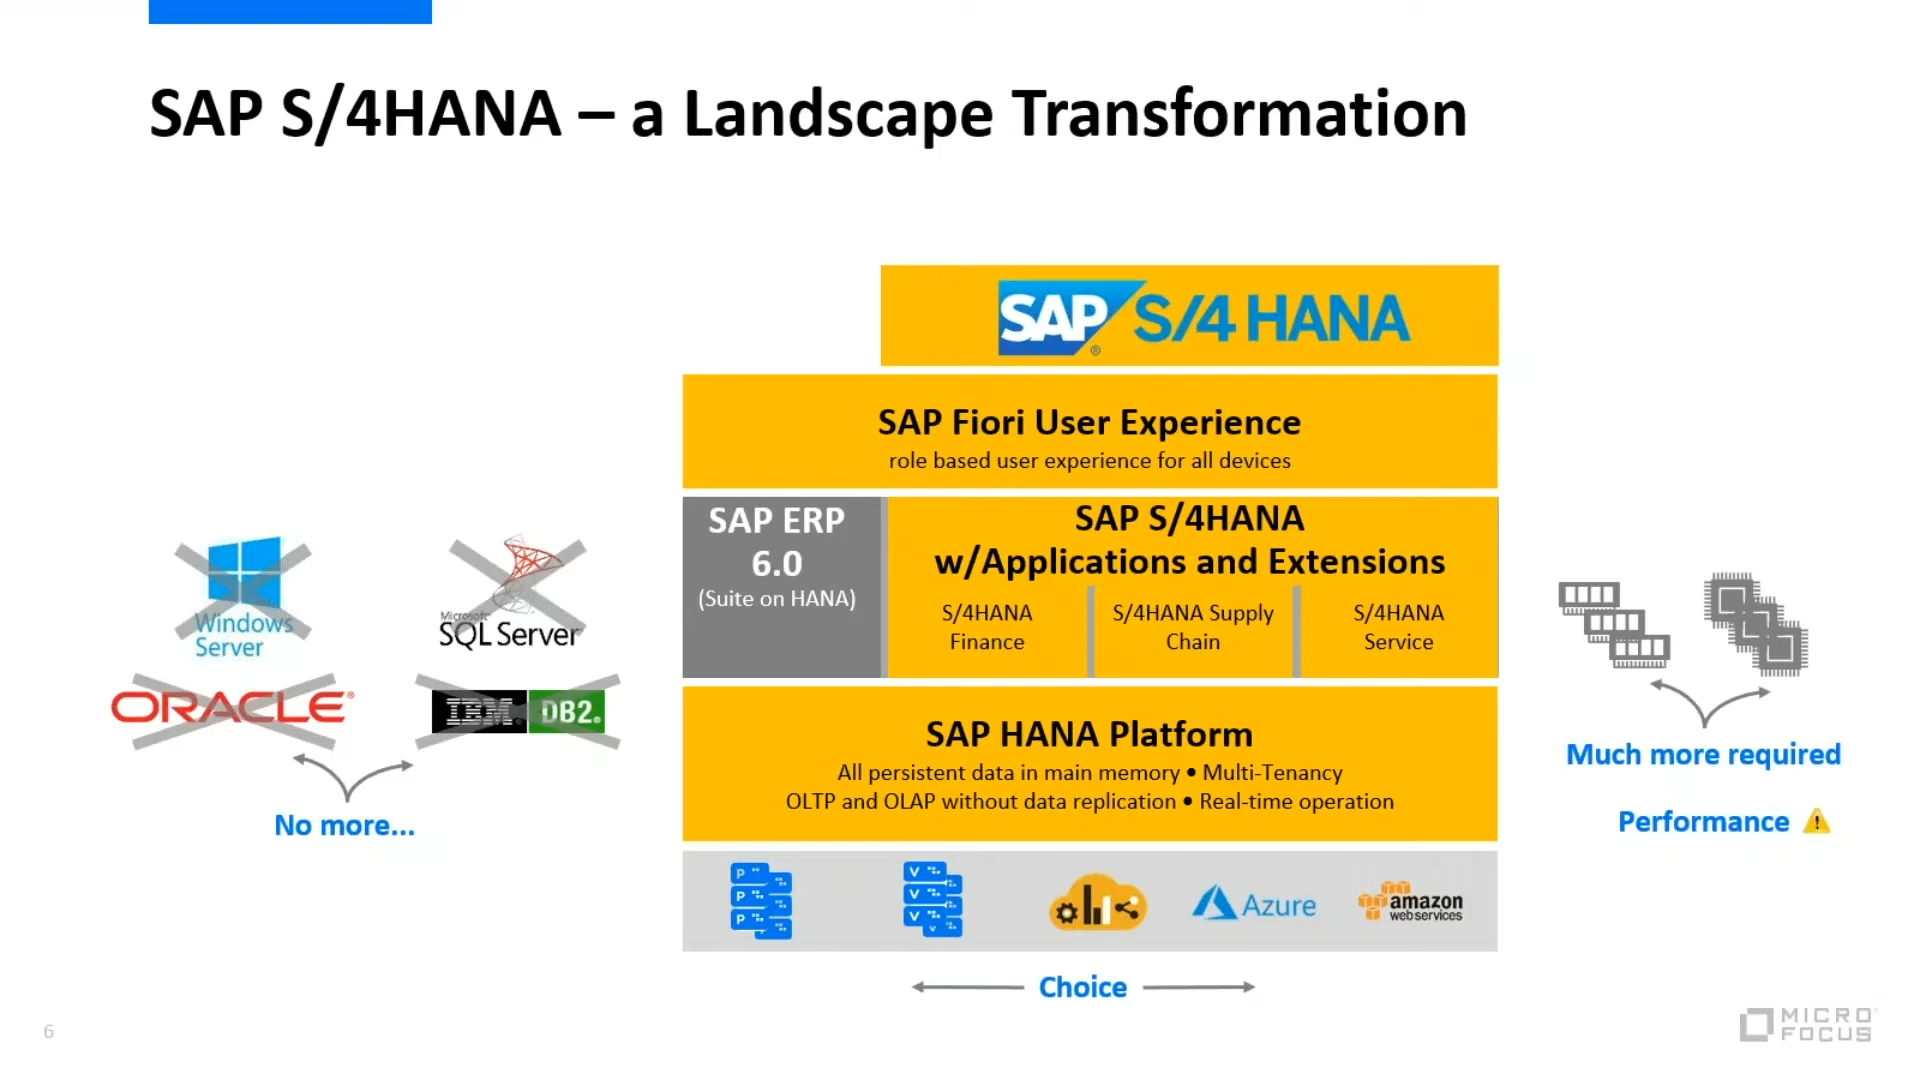 SAP S/4HANA – a Landscape Transformation
SAP S/4 HANA
®
SAP Fiori User Experience
role based user experience for all devices
SAP ERP
6.0
(Suite on HANA)
SAP S/4HANA
w/Applications and Extensions
S/4HANA
Finance
S/4HANA Supply
Chain
S/4HANA
Service
Windows
Server
Microsoft
SQL Server
ORACLE®
IBM. DB2.
No more...
SAP HANA Platform
All persistent data in main memory • Multi-Tenancy
OLTP and OLAP without data replication • Real-time operation
Much more required
Performance
P
P
P
V
V
V
V
Azure
amazon
webservices
Choice
6
MICRO
FOCUS